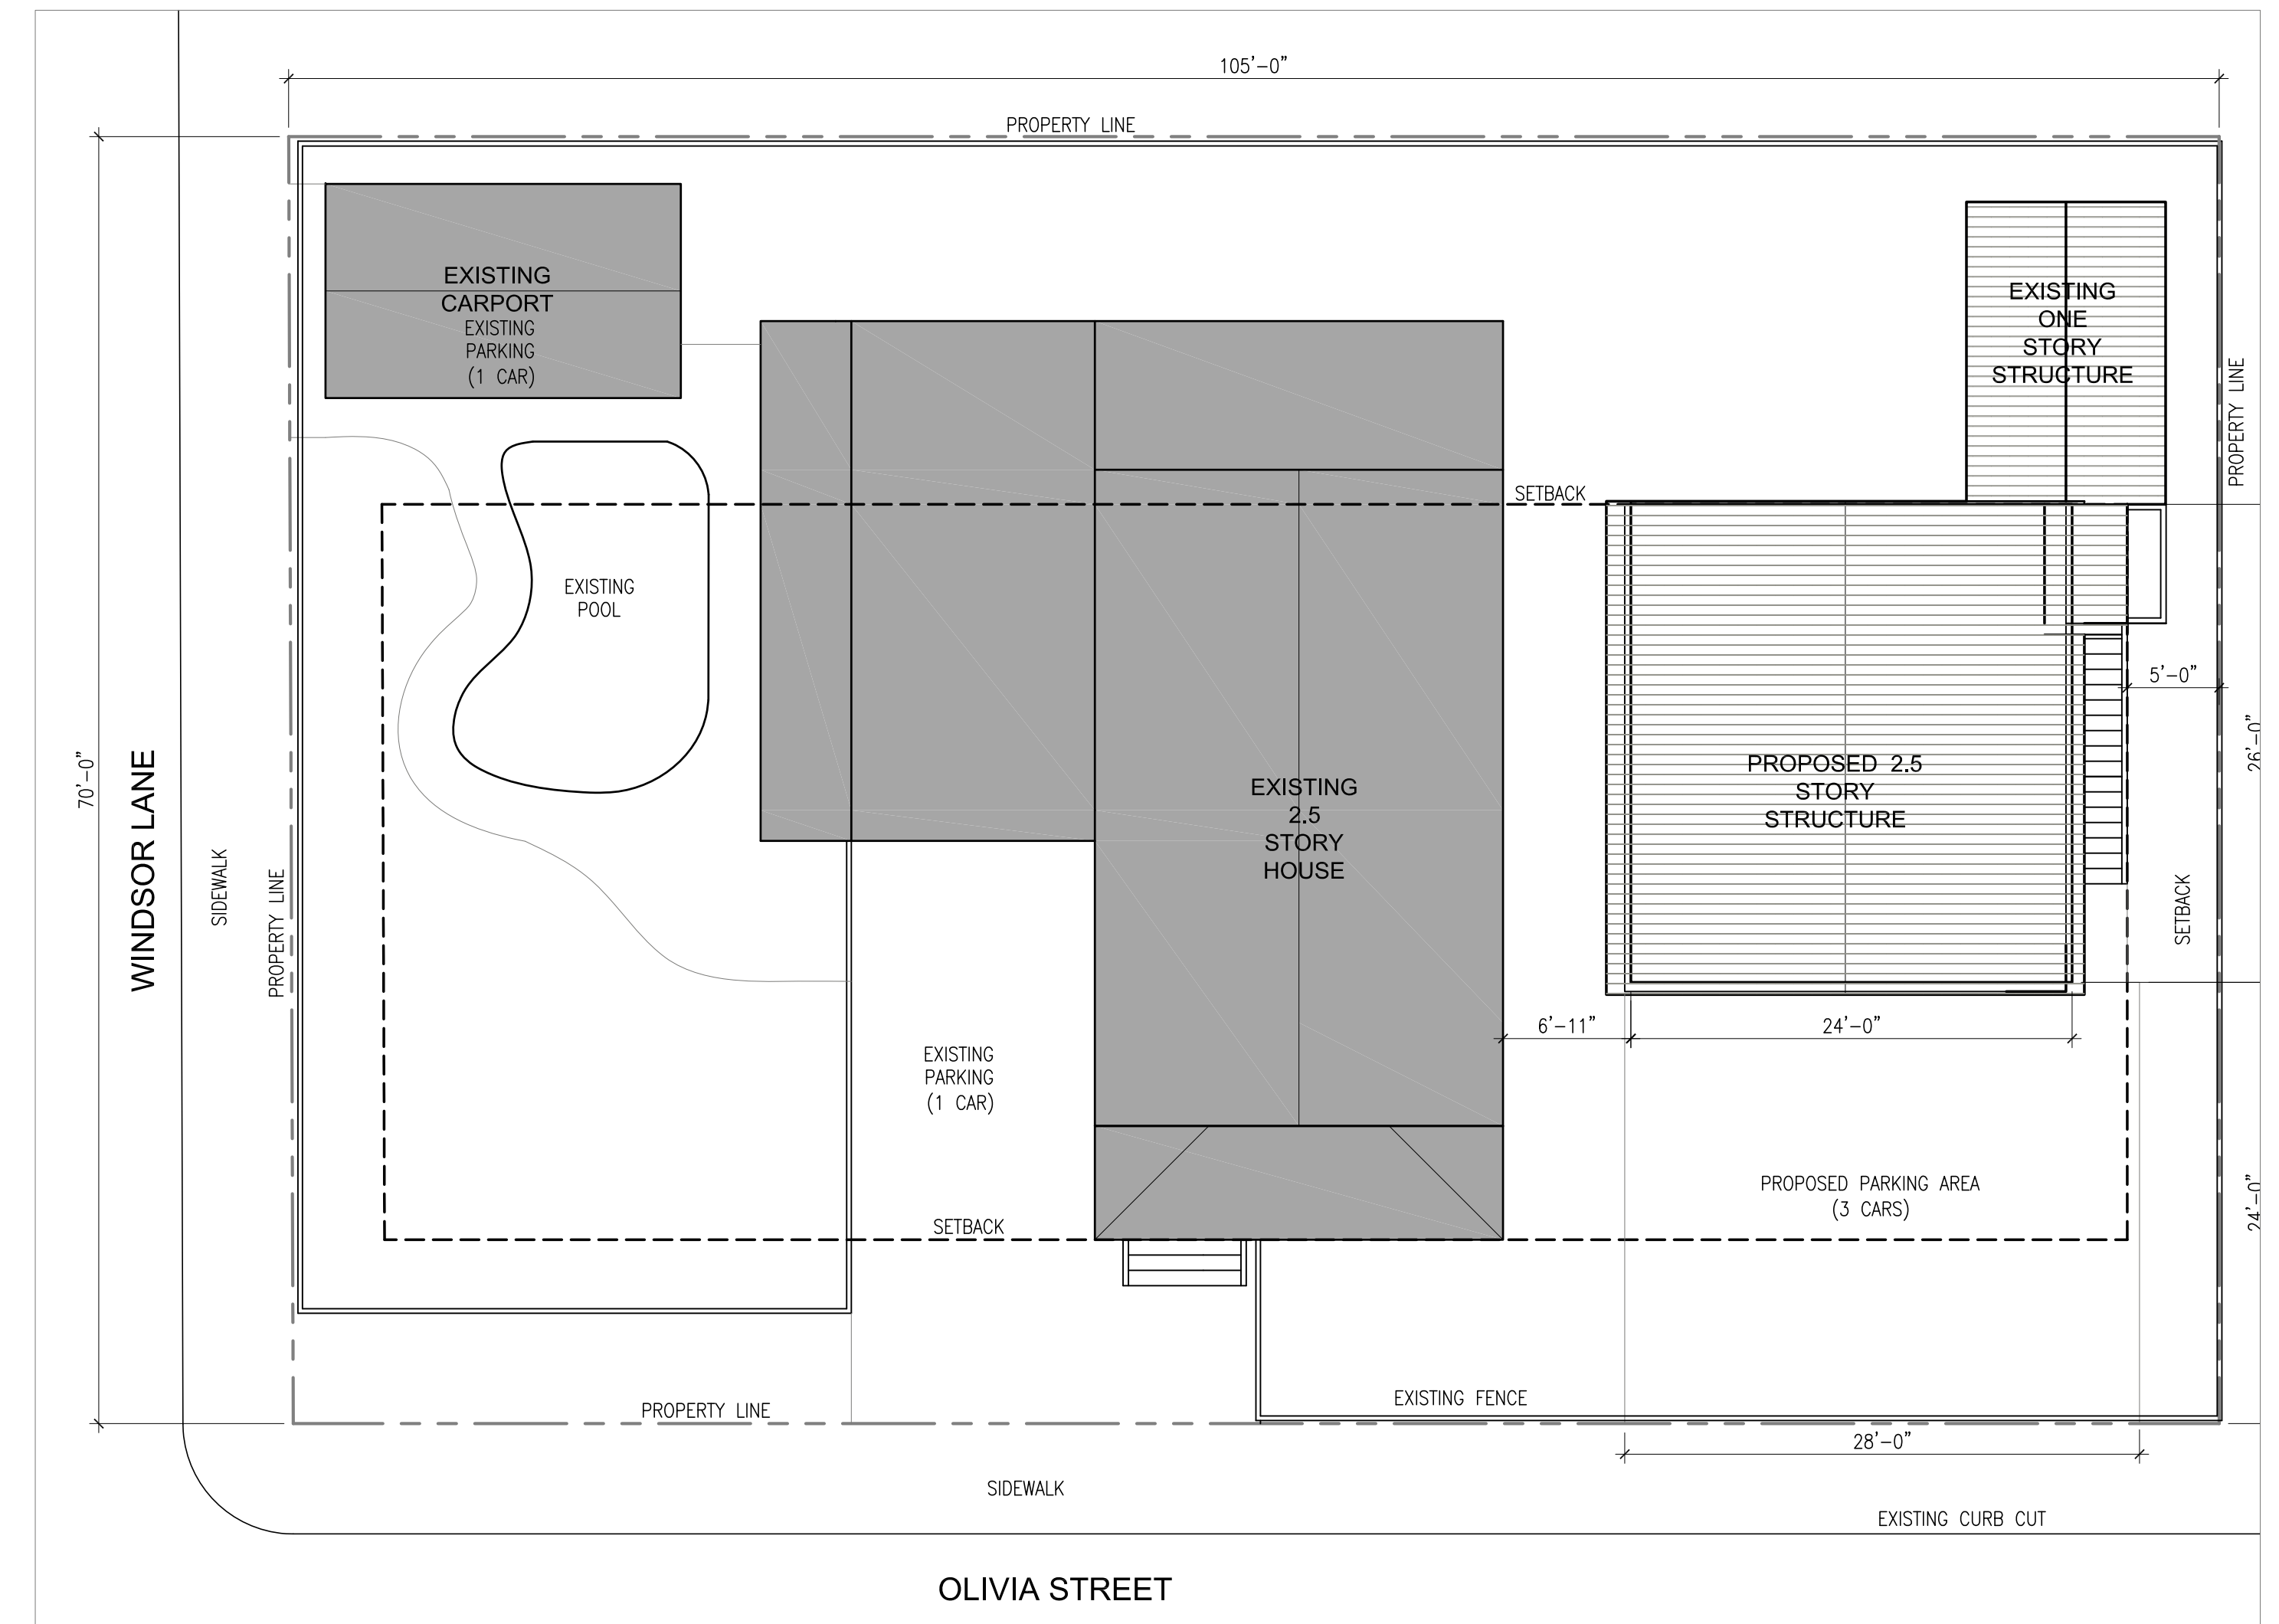 105'-0"
PROPERTY LINE
EXISTING
CARPORT
EXISTING
PARKING
(1 CAR)
EXISTING
ONE
STORY
STRUCTURE
PROPERTY LINE
SETBACK
EXISTING
POOL
5'-0"
26'-0"
70'-0"
WINDSOR LANE
SIDEWALK
PROPERTY LINE
EXISTING
2.5
STORY
HOUSE
PROPOSED 2.5
STORY
STRUCTURE
SETBACK
6'-11"
24'-0"
EXISTING
PARKING
(1 CAR)
PROPOSED PARKING AREA
(3 CARS)
24'-0"
SETBACK
PROPERTY LINE
EXISTING FENCE
28'-0"
SIDEWALK
EXISTING CURB CUT
OLIVIA STREET